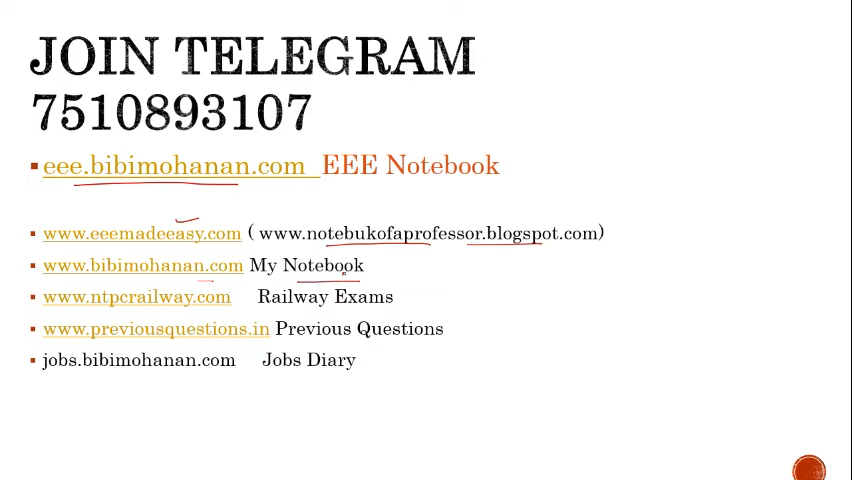 JOIN TELEGRAM
7510893107
eee.bibimohanan.com EEE Notebook
www.eeemadeeasy.com ( www.notebukofaprofessor.blogspot.com)
www.bibimohanan.com My Notebook
www.ntpcrailway.com Railway Exams
www.previousquestions.in Previous Questions
jobs.bibimohanan.com Jobs Diary